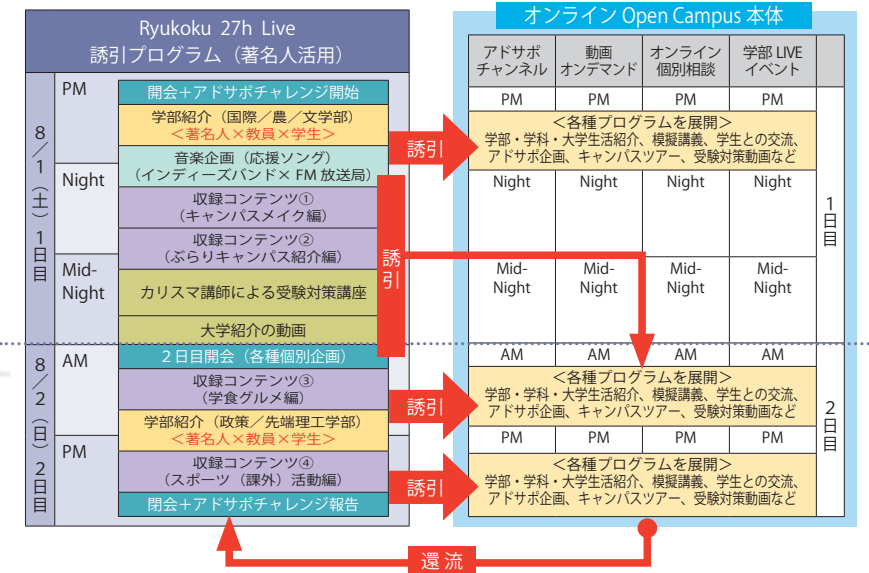 Ryukoku 27h Live
誘引プログラム（著名人活用）
8／1（土）1日目
PM
開会＋アドサポチャレンジ開始
学部紹介（国際／農／文学部）
＜著名人×教員×学生＞
音楽企画（応援ソング）
（インディーズバンド× FM 放送局）
Night
収録コンテンツ①
（キャンパスメイク編）
収録コンテンツ②
（ぶらりキャンパス紹介編）
Mid-
Night
カリスマ講師による受験対策講座
大学紹介の動画
8／2（日）2日目
AM
２日目開会（各種個別企画）
収録コンテンツ③
（学食グルメ編）
学部紹介（政策／先端理工学部）
＜著名人×教員×学生＞
PM
収録コンテンツ④
（スポーツ（課外）活動編）
閉会＋アドサポチャレンジ報告
誘引
誘引
誘引
誘引
オンライン Open Campus 本体
アドサポ
チャンネル
動画
オンデマンド
オンライン
個別相談
学部 LIVE
イベント
PM PM PM PM
＜各種プログラムを展開＞
学部・学科・大学生活紹介、模擬講義、学生との交流、
アドサポ企画、キャンパスツアー、受験対策動画など
Night Night Night Night
Mid- Mid- Mid- Mid-
Night Night Night Night
1日目
AM AM AM AM
＜各種プログラムを展開＞
学部・学科・大学生活紹介、模擬講義、学生との交流、
アドサポ企画、キャンパスツアー、受験対策動画など
PM PM PM PM
＜各種プログラムを展開＞
学部・学科・大学生活紹介、模擬講義、学生との交流、
アドサポ企画、キャンパスツアー、受験対策動画など
2日目
還 流